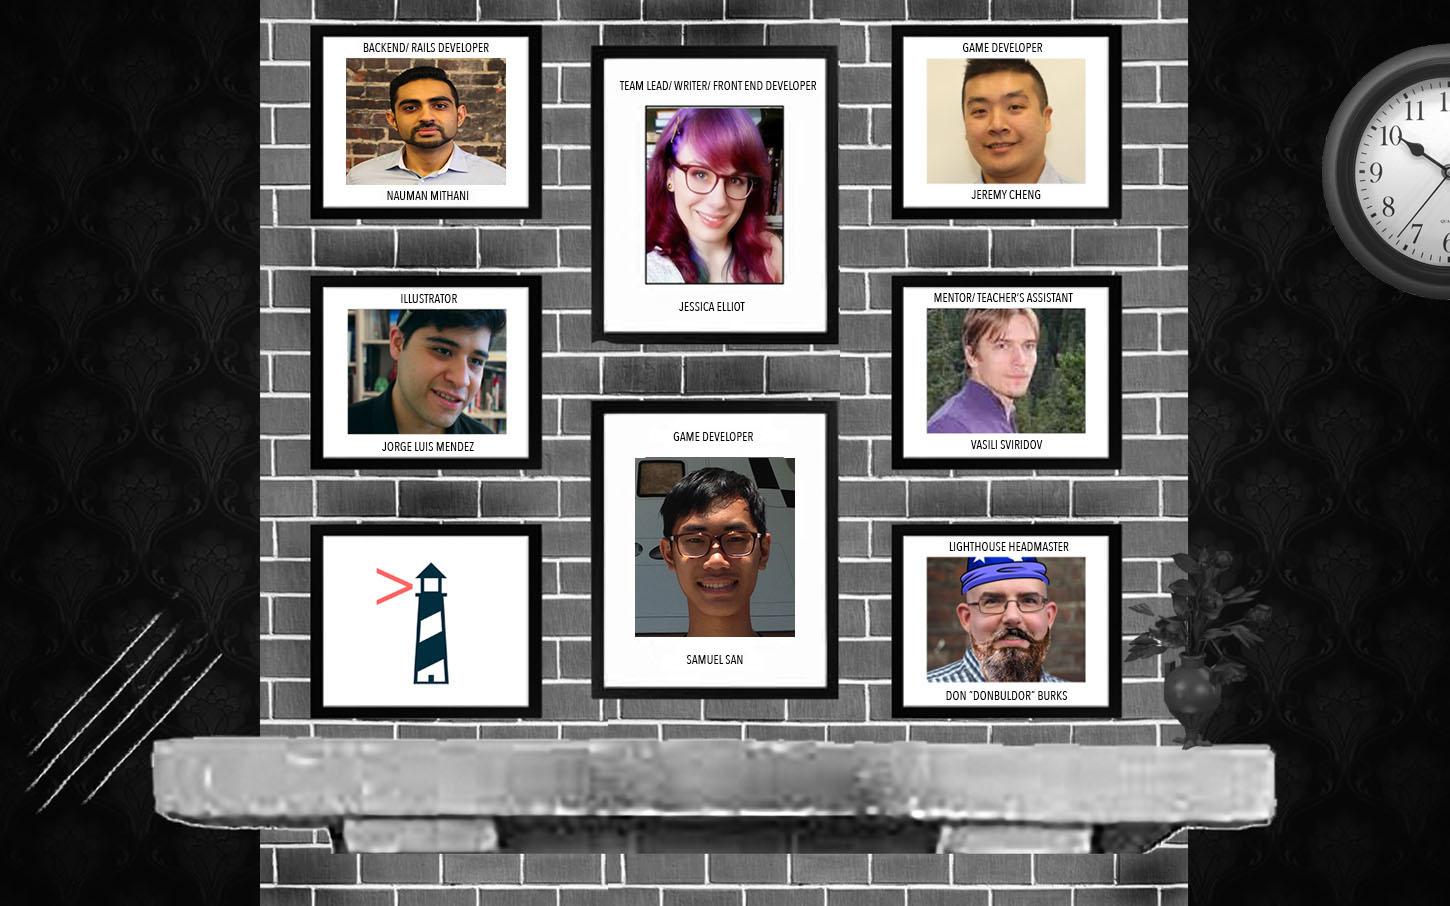 BACKEND/ RAILS DEVELOPER
NAUMAN MITHANI
TEAM LEAD/ WRITER/ FRONT END DEVELOPER
JESSICA ELLIOT
GAME DEVELOPER
JEREMY CHENG
ILLUSTRATOR
JORGE LUIS MENDEZ
MENTOR/ TEACHER'S ASSISTANT
VASILI SVIRIDOV
GAME DEVELOPER
SAMUEL SAN
LIGHTHOUSE HEADMASTER
DON "DONBULDOR" BURKS
11
10
9
8
7
6